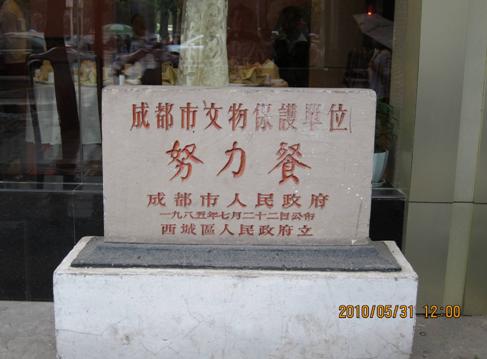 成都市文物保護單位
努力餐
成都市人民政府
一九八五年七月二十二日公布
西城區人民政府立
2010/05/31 12:00